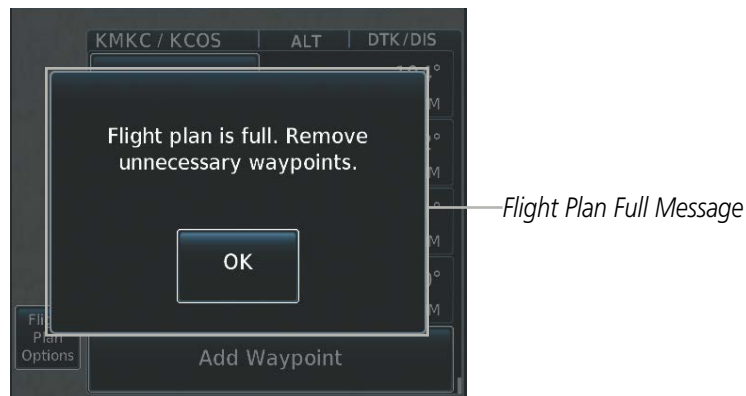 KMKC / KCOS ALT DTK/DIS
M
Flight plan is full. Remove
unnecessary waypoints.
M
Flight Plan Full Message
M
OK
M
Plan
Options
Add Waypoint